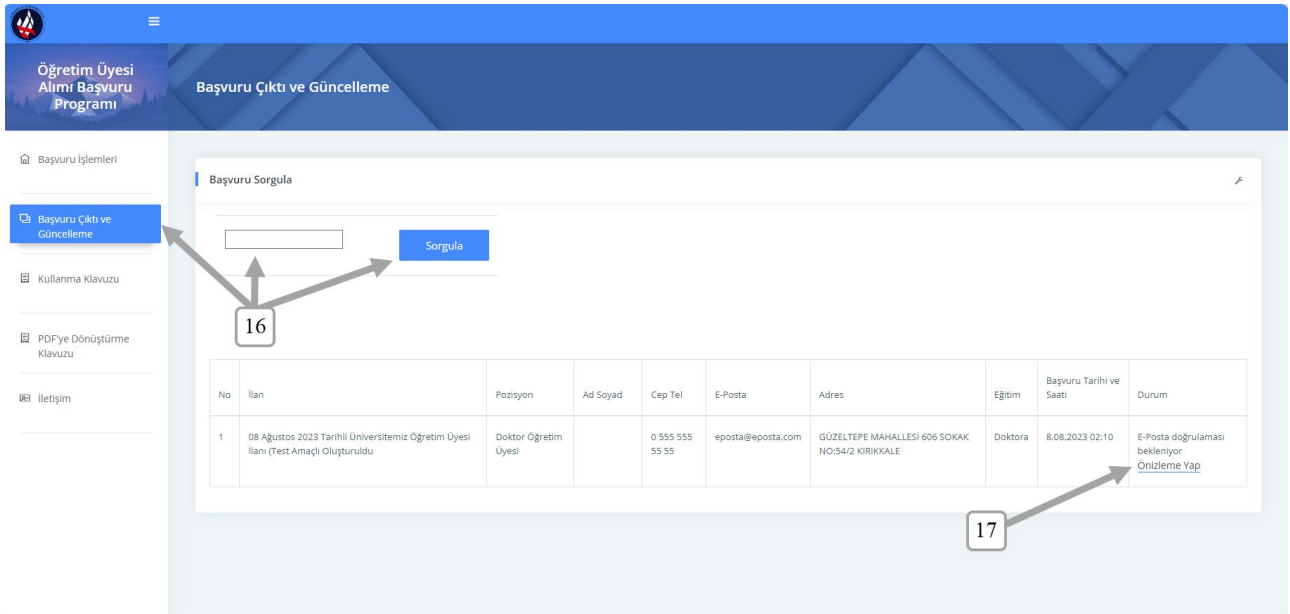 Öğretim Üyesi
Alımı Başvuru
Programı
Başvuru Çıktı ve Güncelleme
Başvuru İşlemleri
Başvuru Çıktı ve
Güncelleme
Kullanma Klavuzu
PDF'ye Dönüştürme
Klavuzu
İletişim
Başvuru Sorgula
Sorgula
16
No İlan Pozisyon Ad Soyad Cep Tel E-Posta Adres Eğitim Başvuru Tarihi ve Saati Durum
1 08 Ağustos 2023 Tarihli Üniversitemiz Öğretim Üyesi Doktor Öğretim 0 555 555 eposta@eposta.com GÜZELTEPE MAHALLESİ 606 SOKAK Doktora 8.08.2023 02:10 E-Posta doğrulaması
İlanı (Test Amaçlı Oluşturuldu Üyesi 55 55 NO:54/2 KIRIKKALE bekleniyor
Önizleme Yap
17